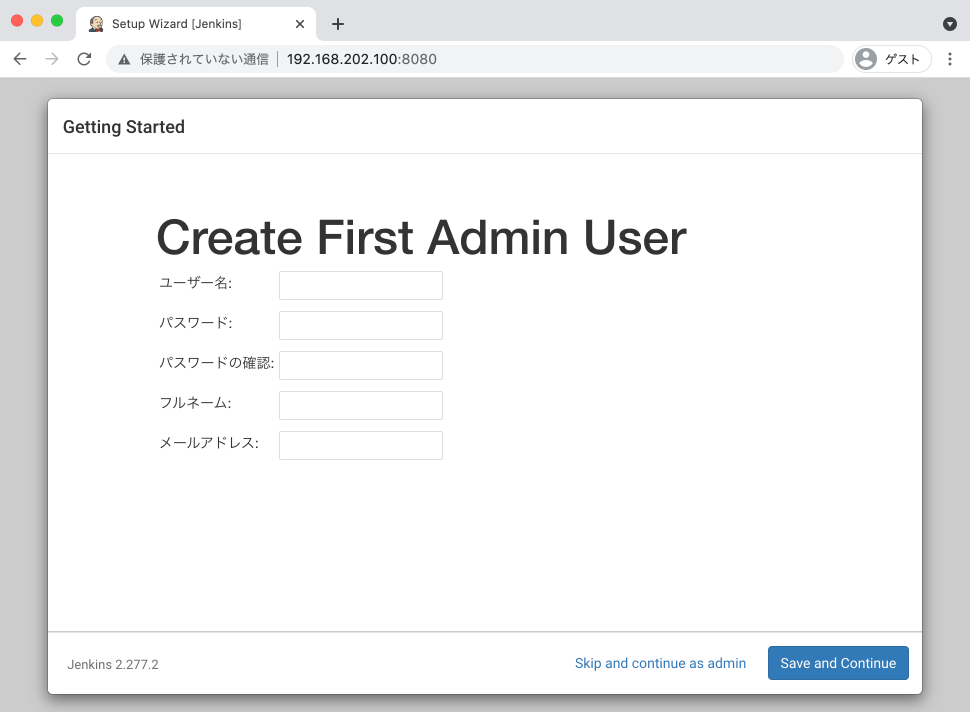 Setup Wizard [Jenkins]
保護されていない通信 192.168.202.100:8080 ゲスト
Getting Started
Create First Admin User
ユーザー名:
パスワード:
パスワードの確認:
フルネーム:
メールアドレス:
Jenkins 2.277.2 Skip and continue as admin Save and Continue